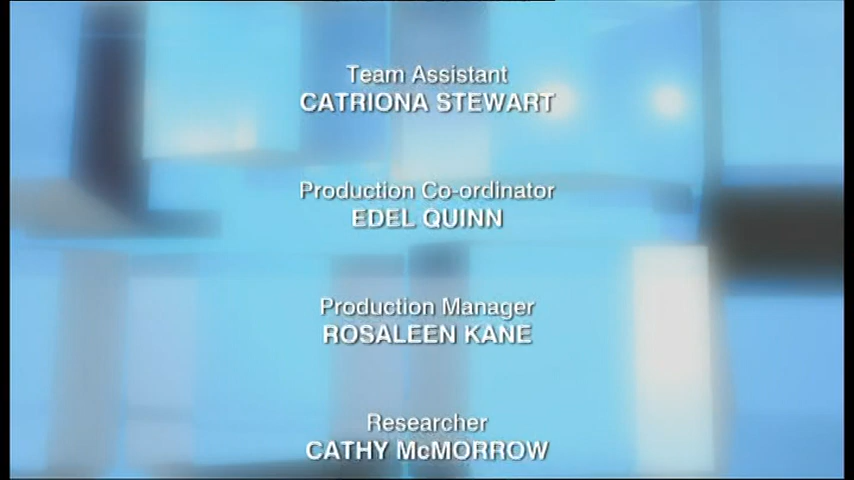 Team Assistant
CATRIONA STEWART
Production Co-ordinator
EDEL QUINN
Production Manager
ROSALEEN KANE
Researcher
CATHY McMORROW